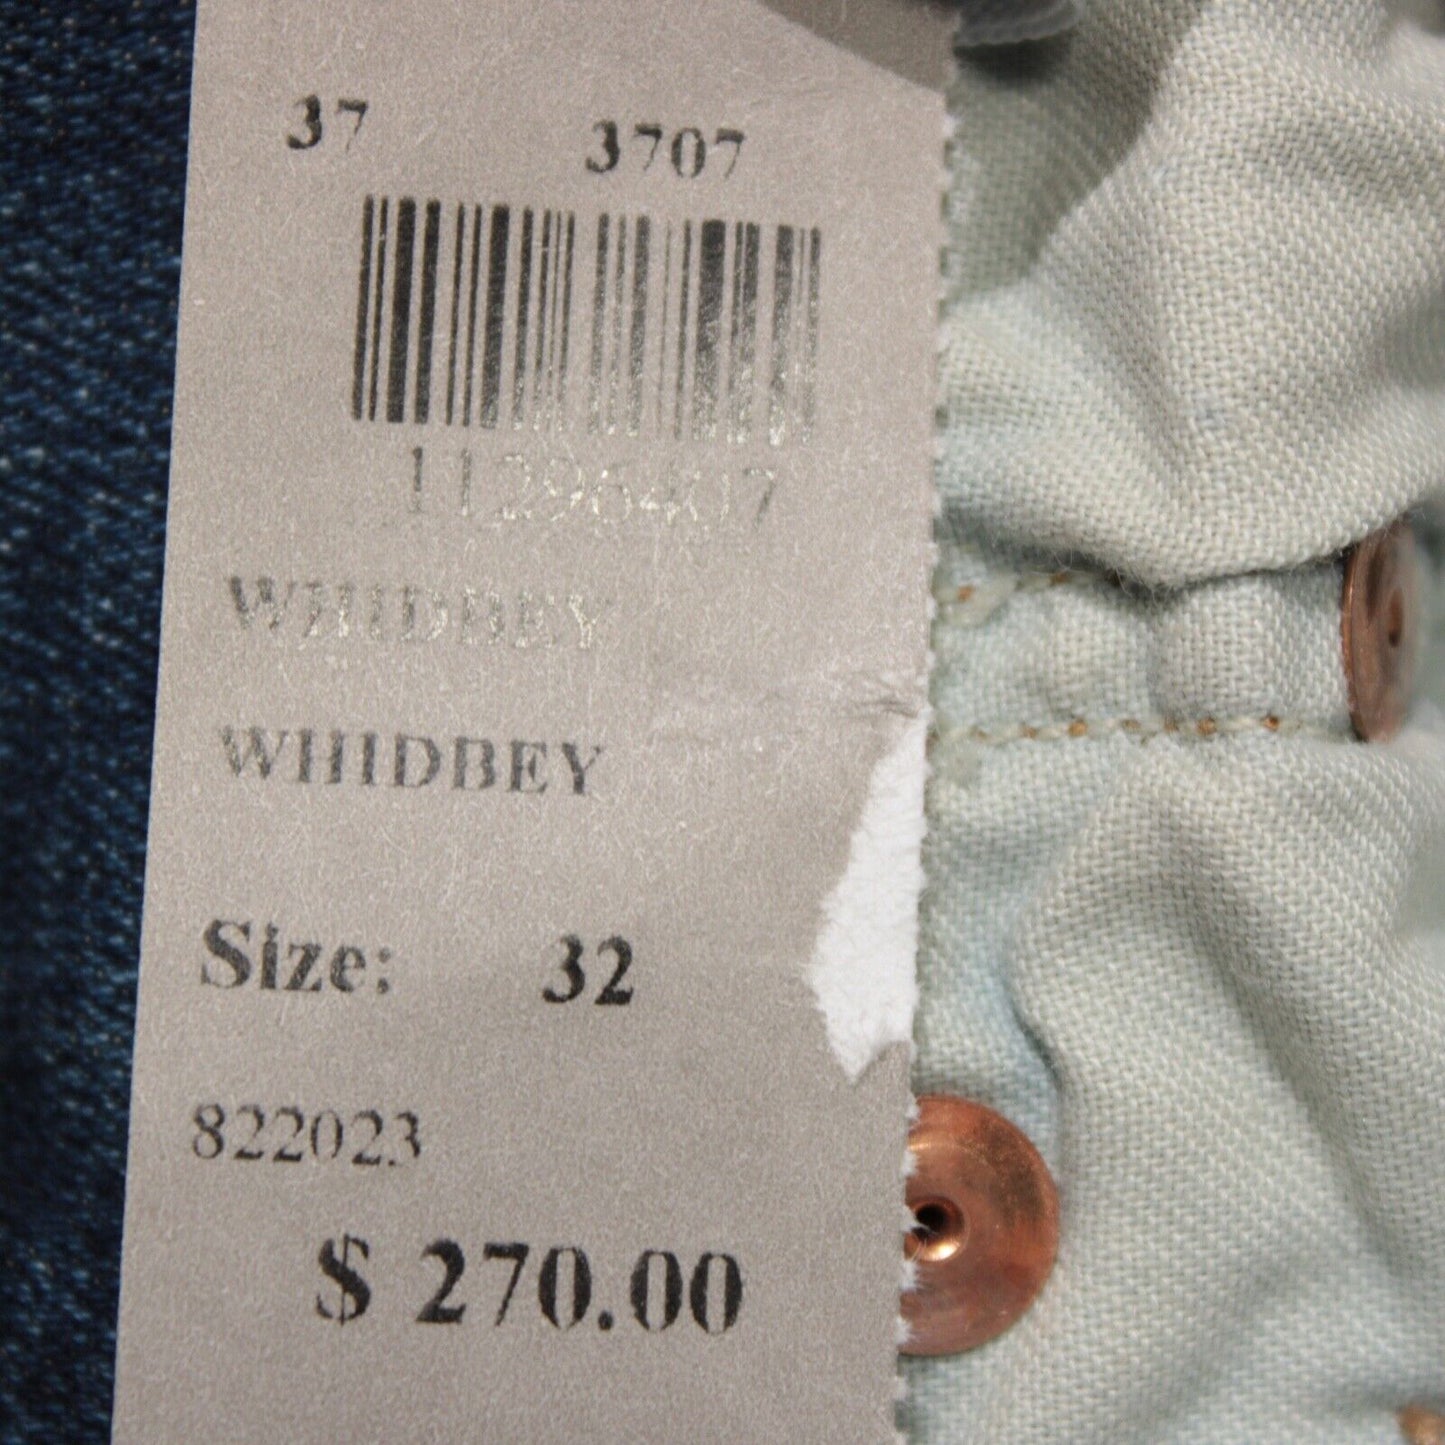 37 3707
11296407
WHIDBEY
WHIDBEY
Size: 32
822023
$ 270.00